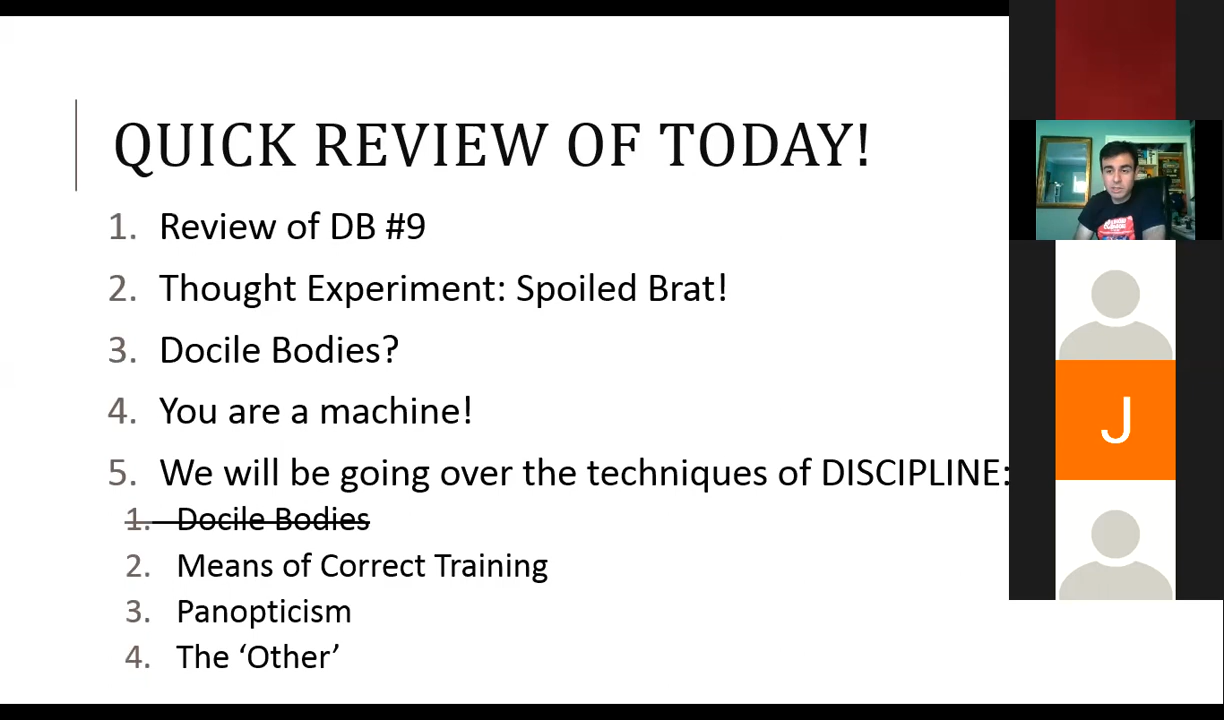 QUICK REVIEW OF TODAY!
1. Review of DB #9
2. Thought Experiment: Spoiled Brat!
3. Docile Bodies?
4. You are a machine!
5. We will be going over the techniques of DISCIPLINE:
1. Docile Bodies
2. Means of Correct Training
3. Panopticism
4. The ‘Other’
J